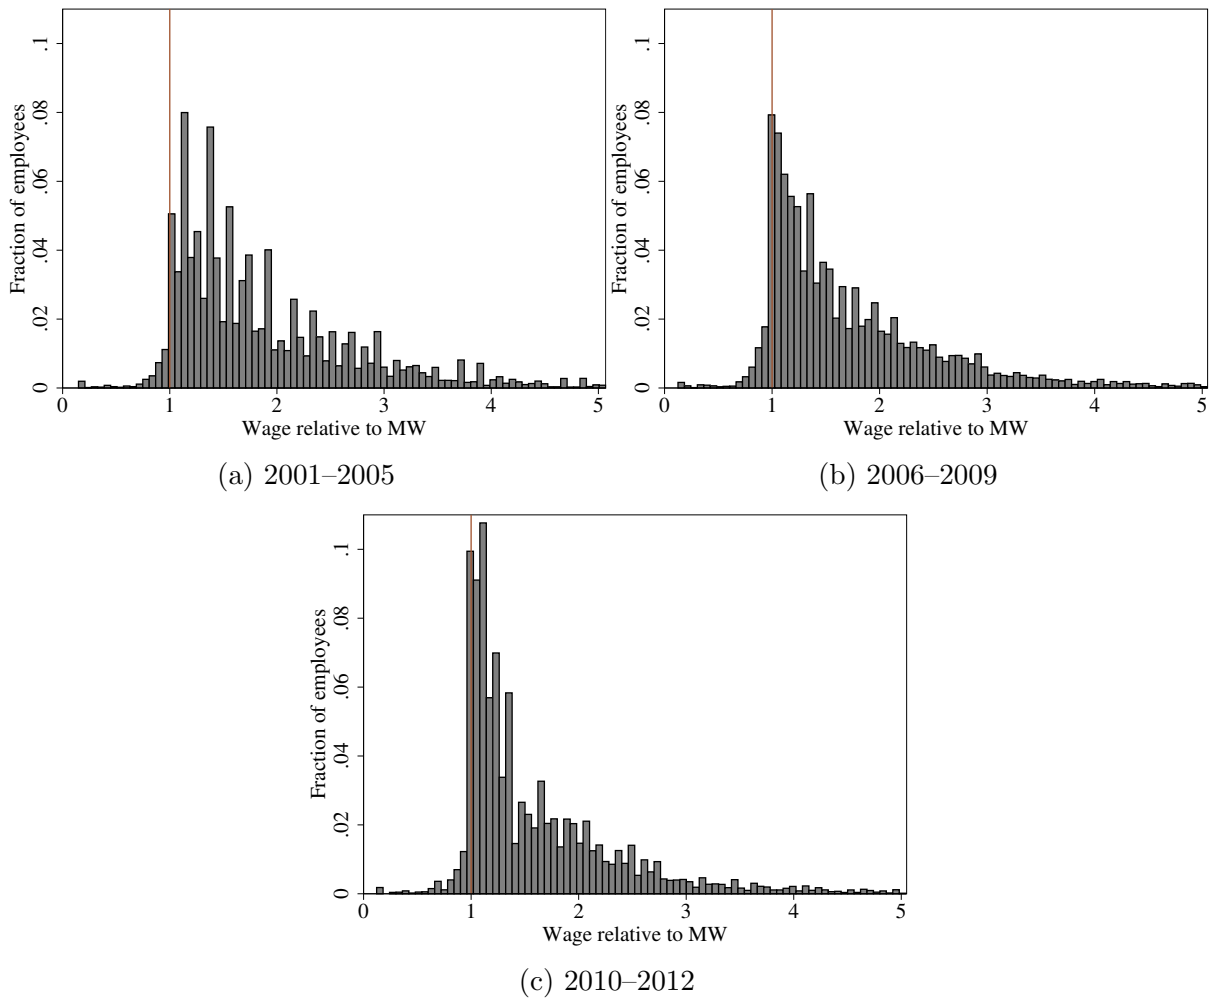 Fraction of employees
.1
.08
.06
.04
.02
0
0 1 2 3 4 5
Wage relative to MW
(a) 2001–2005
Fraction of employees
.1
.08
.06
.04
.02
0
0 1 2 3 4 5
Wage relative to MW
(b) 2006–2009
Fraction of employees
.1
.08
.06
.04
.02
0
0 1 2 3 4 5
Wage relative to MW
(c) 2010–2012